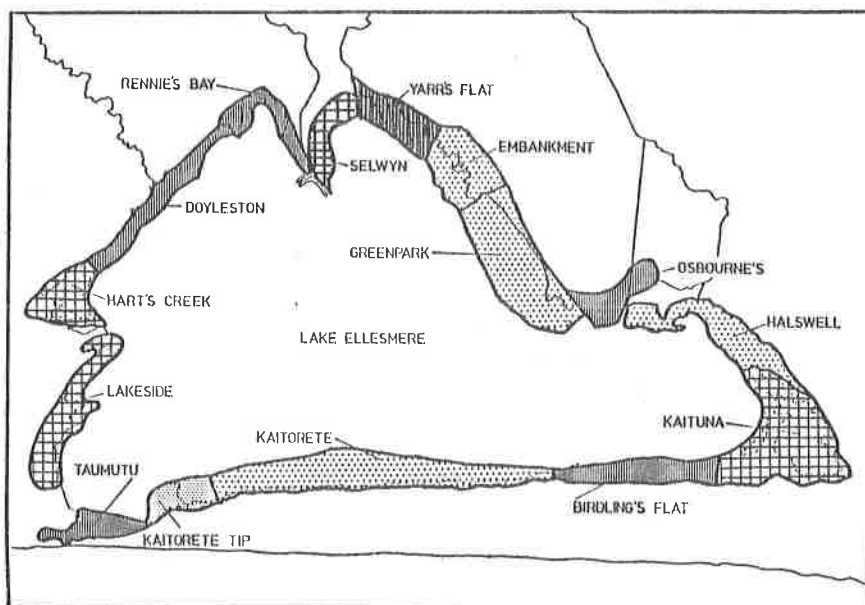 RENNIE'S BAY
YARR'S FLAT
EMBANKMENT
SELWYN
DOYLESTON
GREENPARK
OSBOURNE'S
HART'S CREEK
HALSWELL
LAKE ELLESMERE
LAKESIDE
KAITUNA
KAITORETE
TAUMUTU
BIRDLING'S FLAT
KAITORETE TIP